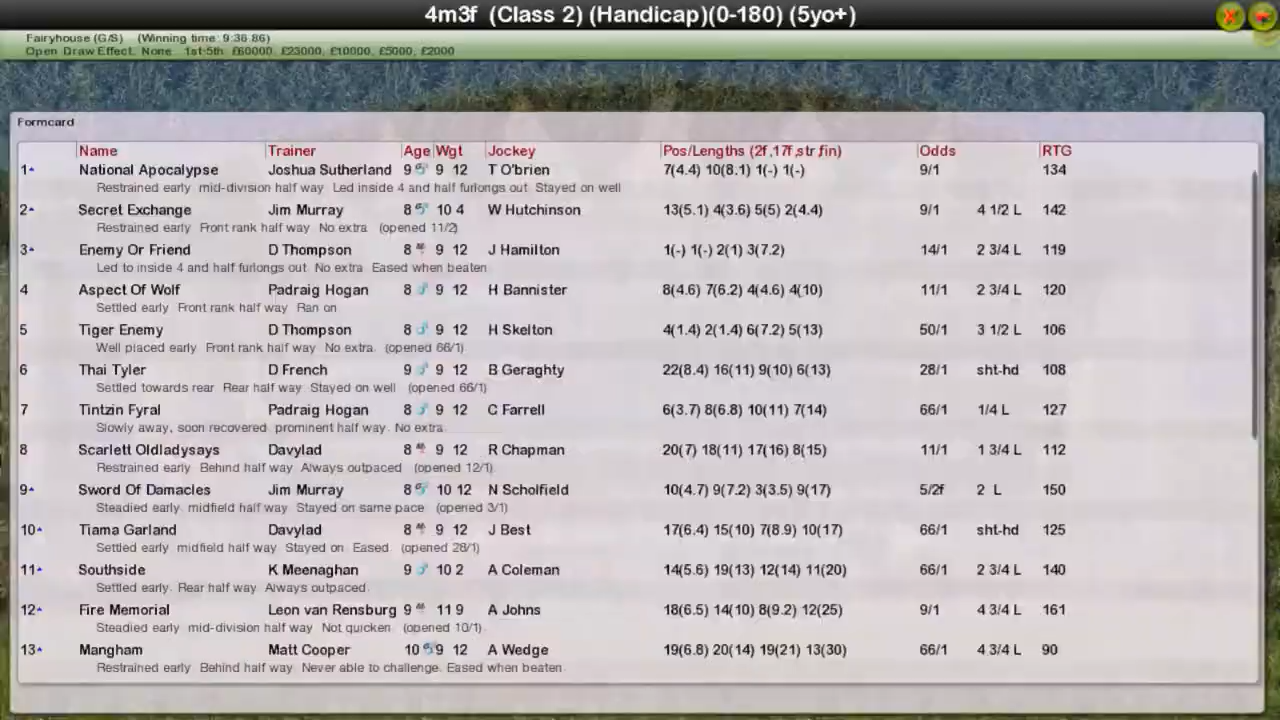 4m3f (Class 2) (Handicap)(0-180) (5yo+)
Fairyhouse (G/S) (Winning time: 9:36.86)
Open Draw Effect. None. 1st-5th. £60000, £23000, £10000, £5000, £2000
Formcard
Name Trainer Age Wgt Jockey Pos/Lengths (2f,17f,str,fin) Odds RTG
1 National Apocalypse Joshua Sutherland 9 9 12 T O'brien 7(4.4) 10(8.1) 1(-) 1(-) 9/1 134
Restrained early mid-division half way Led inside 4 and half furlongs out Stayed on well
2 Secret Exchange Jim Murray 8 10 4 W Hutchinson 13(5.1) 4(3.6) 5(5) 2(4.4) 9/1 4 1/2 L 142
Restrained early Front rank half way No extra (opened 11/2)
3 Enemy Or Friend D Thompson 8 9 12 J Hamilton 1(-) 1(-) 2(1) 3(7.2) 14/1 2 3/4 L 119
Led to inside 4 and half furlongs out No extra Eased when beaten
4 Aspect Of Wolf Padraig Hogan 8 9 12 H Bannister 8(4.6) 7(6.2) 4(4.6) 4(10) 11/1 2 3/4 L 120
Settled early Front rank half way Ran on
5 Tiger Enemy D Thompson 8 9 12 H Skelton 4(1.4) 2(1.4) 6(7.2) 5(13) 50/1 3 1/2 L 106
Well placed early Front rank half way No extra (opened 66/1)
6 Thai Tyler D French 9 9 12 B Geraghty 22(8.4) 16(11) 9(10) 6(13) 28/1 sht-hd 108
Settled towards rear Rear half way Stayed on well (opened 66/1)
7 Tintzin Fyral Padraig Hogan 8 9 12 C Farrell 6(3.7) 8(6.8) 10(11) 7(14) 66/1 1/4 L 127
Slowly away, soon recovered prominent half way No extra
8 Scarlett Oldladysays Davylad 8 9 12 R Chapman 20(7) 18(11) 17(16) 8(15) 11/1 1 3/4 L 112
Restrained early Behind half way Always outpaced (opened 12/1)
9 Sword Of Damacles Jim Murray 8 10 12 N Scholfield 10(4.7) 9(7.2) 3(3.5) 9(17) 5/2f 2 L 150
Steadied early midfield half way Stayed on same pace (opened 3/1)
10 Tiama Garland Davylad 8 9 12 J Best 17(6.4) 15(10) 7(8.9) 10(17) 66/1 sht-hd 125
Settled early midfield half way Stayed on Eased (opened 28/1)
11 Southside K Meenaghan 9 10 2 A Coleman 14(5.6) 19(13) 12(14) 11(20) 66/1 2 3/4 L 140
Settled early Rear half way Always outpaced
12 Fire Memorial Leon van Rensburg 9 11 9 A Johns 18(6.5) 14(10) 8(9.2) 12(25) 9/1 4 3/4 L 161
Steadied early mid-division half way Not quicken (opened 10/1)
13 Mangham Matt Cooper 10 9 12 A Wedge 19(6.8) 20(14) 19(21) 13(30) 66/1 4 3/4 L 90
Restrained early Behind half way Never able to challenge. Eased when beaten